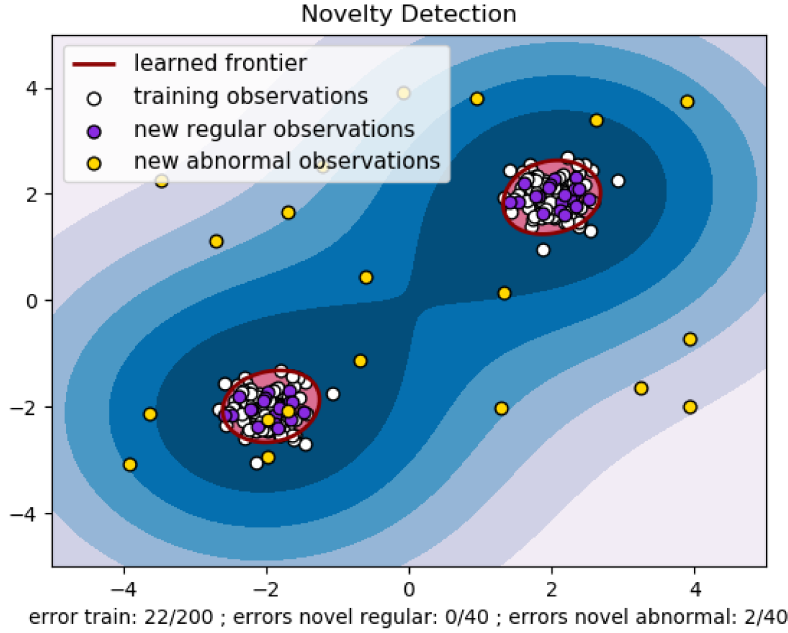 Novelty Detection
learned frontier
training observations
new regular observations
new abnormal observations
4
2
0
−2
−4
−4
−2
0
2
4
error train: 22/200 ; errors novel regular: 0/40 ; errors novel abnormal: 2/40